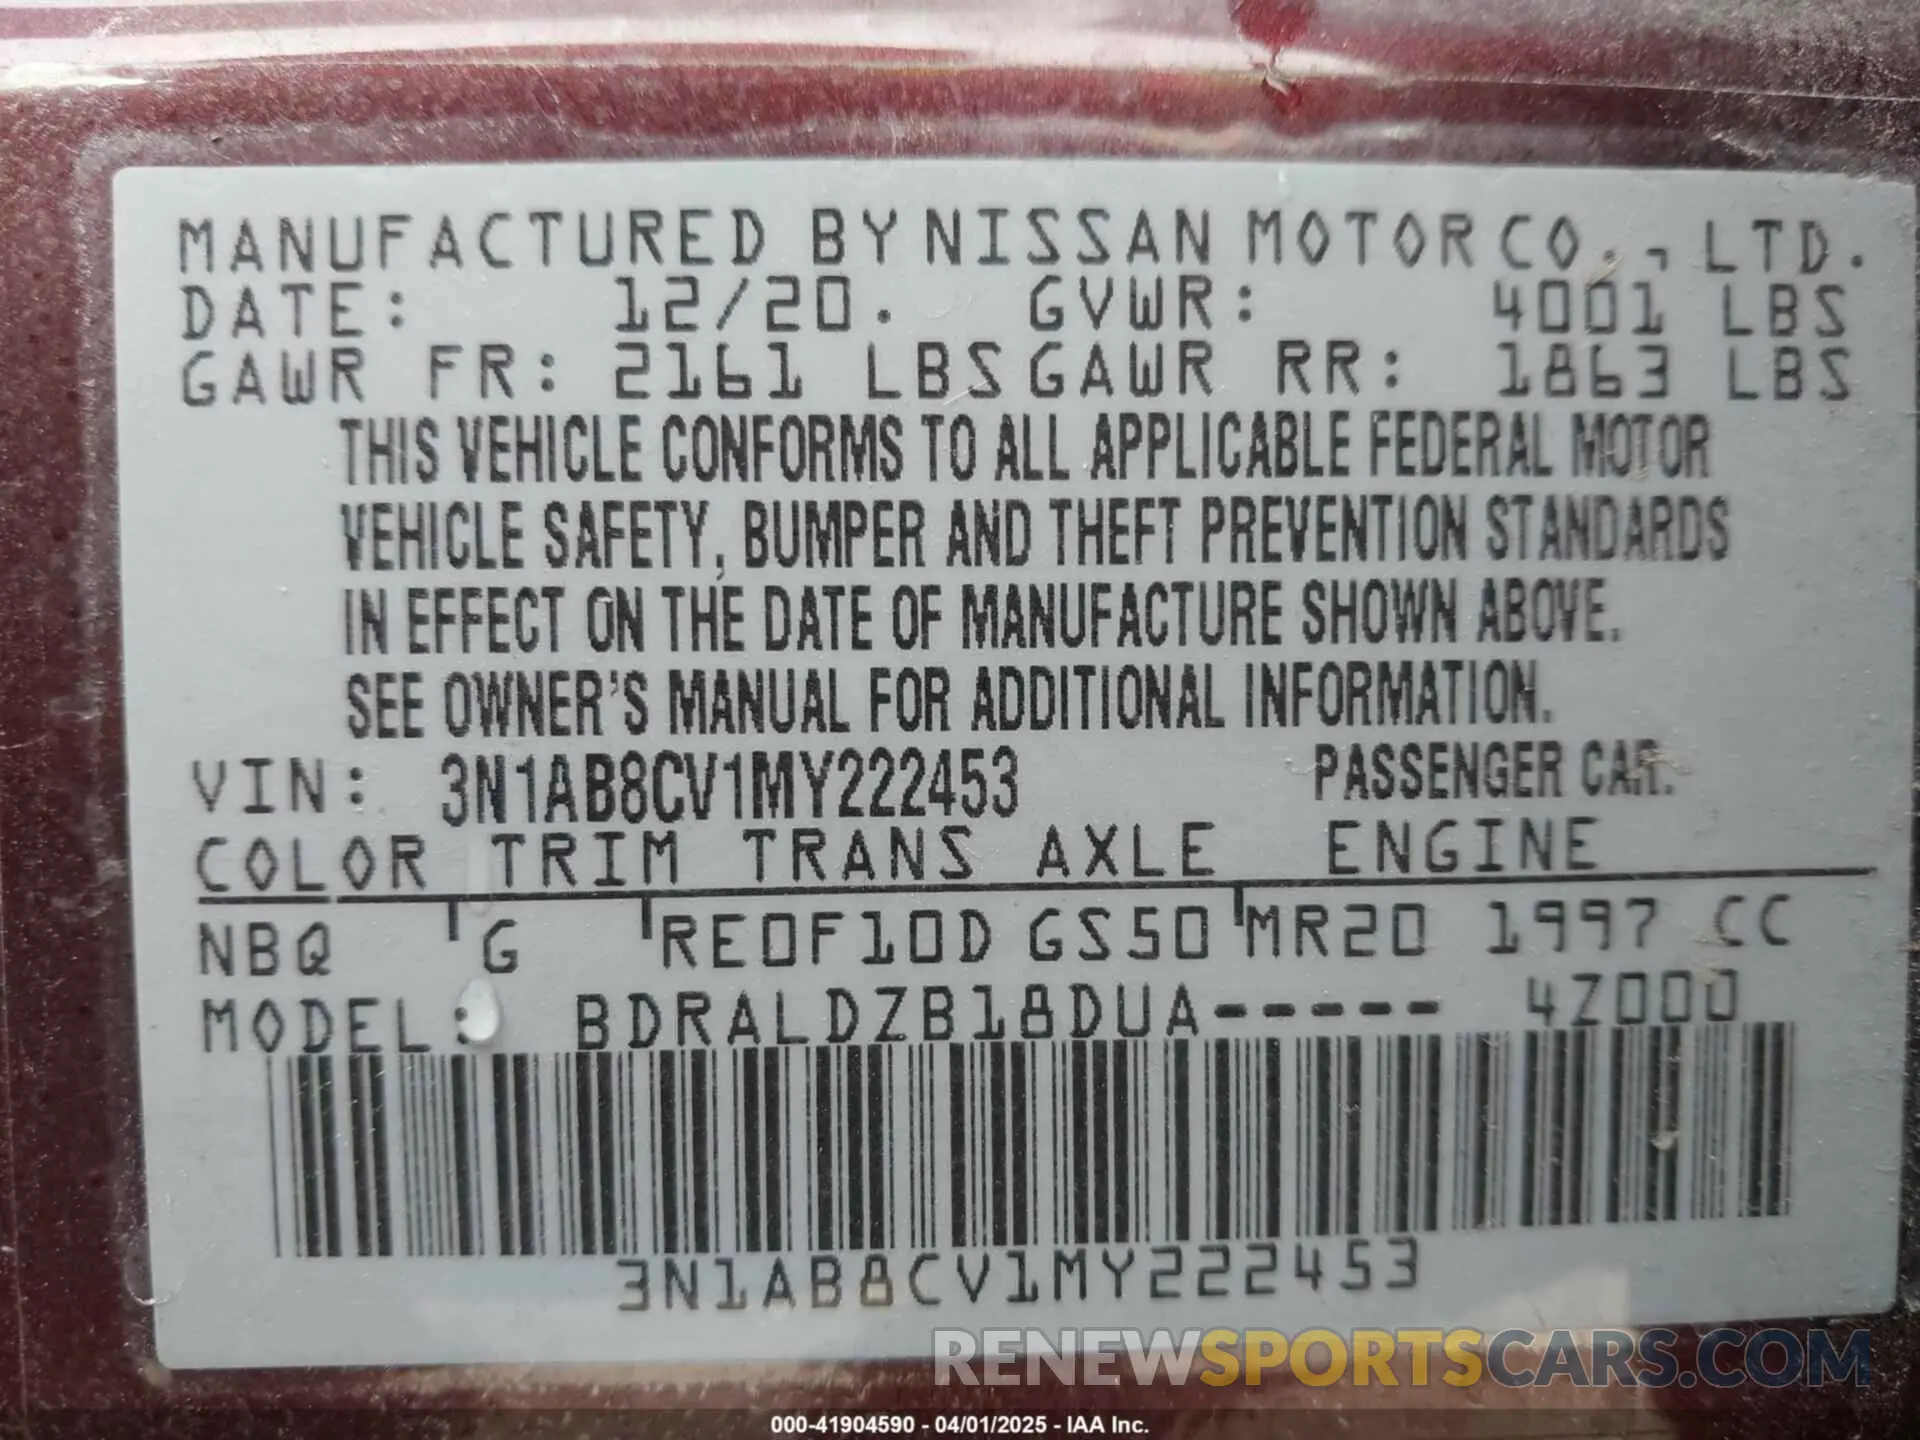 MANUFACTURED BY NISSAN MOTOR CO., LTD.
DATE: 12/20. GVWR: 4001 LBS
GAWR FR: 2161 LBS GAWR RR: 1863 LBS
THIS VEHICLE CONFORMS TO ALL APPLICABLE FEDERAL MOTOR
VEHICLE SAFETY, BUMPER AND THEFT PREVENTION STANDARDS
IN EFFECT ON THE DATE OF MANUFACTURE SHOWN ABOVE.
SEE OWNER'S MANUAL FOR ADDITIONAL INFORMATION.
VIN: 3N1AB8CV1MY222453 PASSENGER CAR.
COLOR TRIM TRANS AXLE ENGINE
NBQ G RE0F10D GS50 MR20 1997 CC
MODEL: BDRALDZB18DUA----- 4Z000
3N1AB8CV1MY222453
RENEWSPORTSCARS.COM
000-41904590 - 04/01/2025 - IAA Inc.